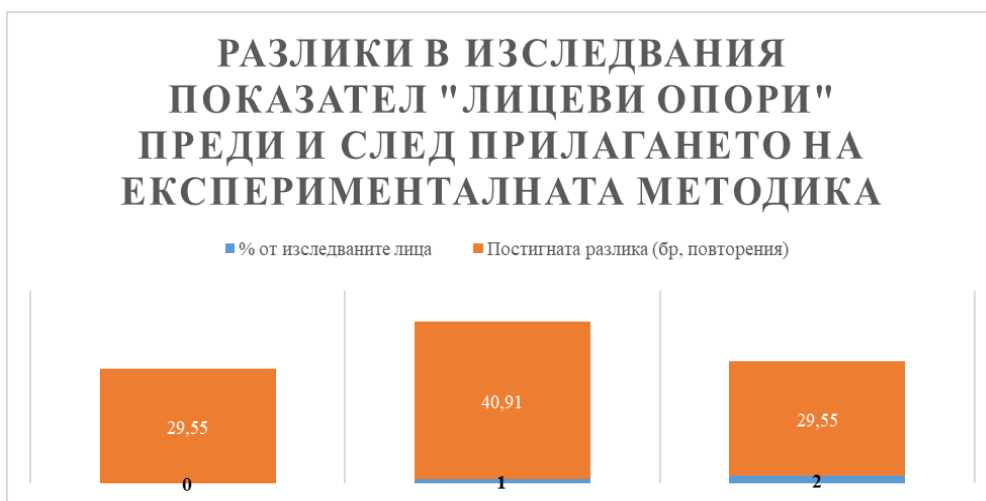 РАЗЛИКИ В ИЗСЛЕДВАНИЯ
ПОКАЗАТЕЛ "ЛИЦЕВИ ОПОРИ"
ПРЕДИ И СЛЕД ПРИЛАГАНЕТО НА
ЕКСПЕРИМЕНТАЛНАТА МЕТОДИКА
% от изследваните лица Постигната разлика (бр, повторения)
29,55 40,91 29,55
0 1 2